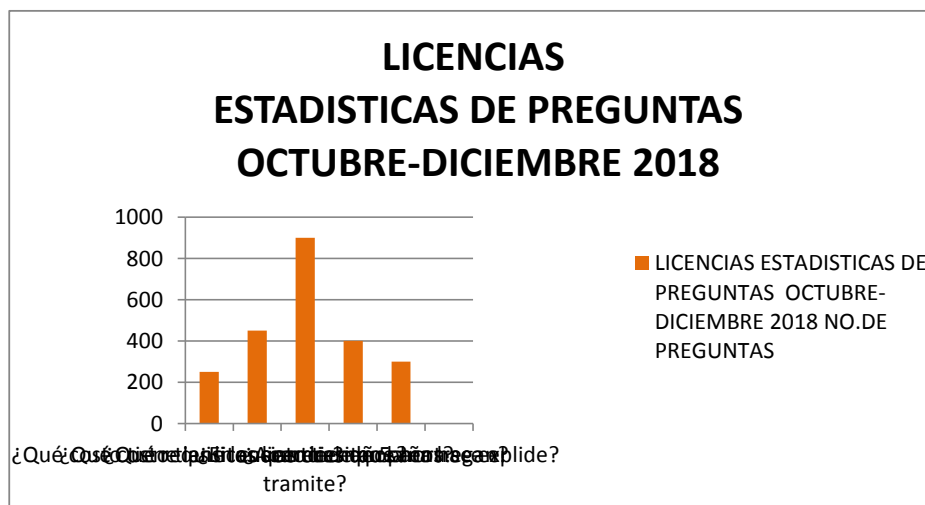 LICENCIAS
ESTADISTICAS DE PREGUNTAS
OCTUBRE-DICIEMBRE 2018
1000
800
600
400
200
0
¿Qué
tramite?
LICENCIAS ESTADISTICAS DE
PREGUNTAS OCTUBRE-
DICIEMBRE 2018 NO.DE
PREGUNTAS